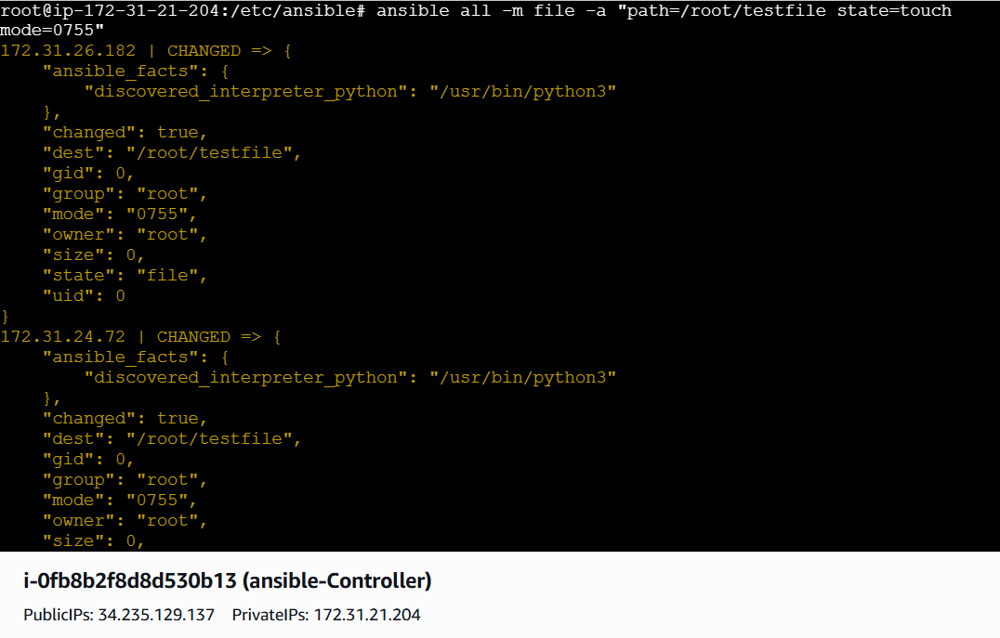 root@ip-172-31-21-204:/etc/ansible# ansible all -m file -a "path=/root/testfile state=touch
mode=0755"
172.31.26.182 | CHANGED => {
    "ansible_facts": {
        "discovered_interpreter_python": "/usr/bin/python3"
    },
    "changed": true,
    "dest": "/root/testfile",
    "gid": 0,
    "group": "root",
    "mode": "0755",
    "owner": "root",
    "size": 0,
    "state": "file",
    "uid": 0
}
172.31.24.72 | CHANGED => {
    "ansible_facts": {
        "discovered_interpreter_python": "/usr/bin/python3"
    },
    "changed": true,
    "dest": "/root/testfile",
    "gid": 0,
    "group": "root",
    "mode": "0755",
    "owner": "root",
    "size": 0,
i-0fb8b2f8d8d530b13 (ansible-Controller)
PublicIPs: 34.235.129.137 PrivateIPs: 172.31.21.204